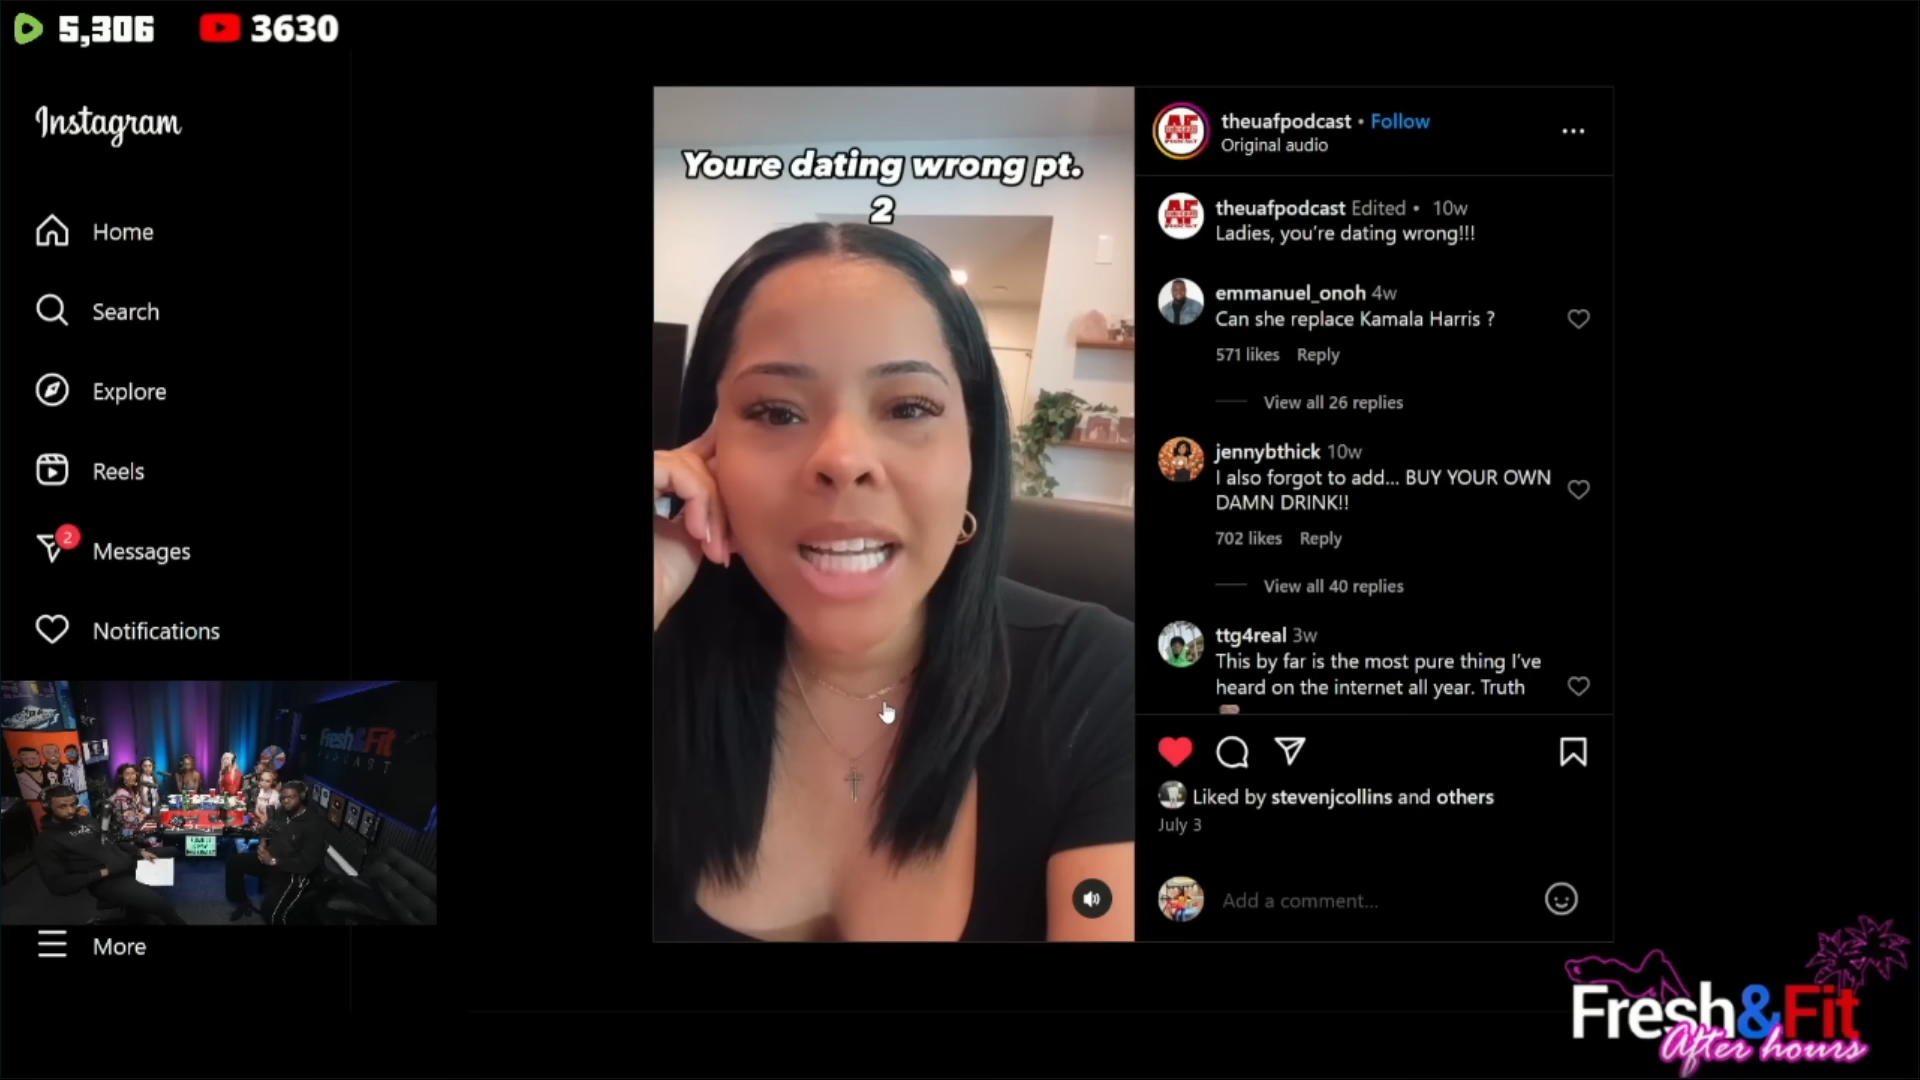 5,306
3630
Instagram
Home
Search
Explore
Reels
2
Messages
Notifications
More
Youre dating wrong pt.
2
theuafpodcast • Follow
Original audio
theuafpodcast Edited • 10w
Ladies, you're dating wrong!!!
emmanuel_onoh 4w
Can she replace Kamala Harris ?
571 likes Reply
View all 26 replies
jennybthick 10w
I also forgot to add... BUY YOUR OWN
DAMN DRINK!!
702 likes Reply
View all 40 replies
ttg4real 3w
This by far is the most pure thing I've
heard on the internet all year. Truth
Liked by stevenjcollins and others
July 3
Add a comment...
Fresh&Fit
PODCAST
Fresh&Fit
After hours